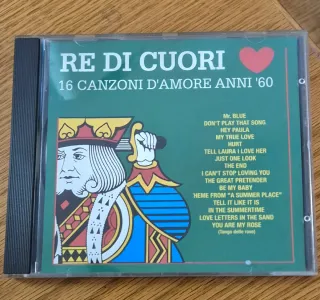 RE DI CUORI
16 CANZONI D'AMORE ANNI '60
Mr. BLUE
DON'T PLAY THAT SONG
HEY PAULA
MY TRUE LOVE
HURT
TELL LAURA I LOVE HER
JUST ONE LOOK
THE END
I CAN'T STOP LOVING YOU
THE GREAT PRETENDER
BE MY BABY
HEME FROM "A SUMMER PLACE"
TELL IT LIKE IT IS
IN THE SUMMERTIME
LOVE LETTERS IN THE SAND
YOU ARE MY ROSE
(Tango delle rose)